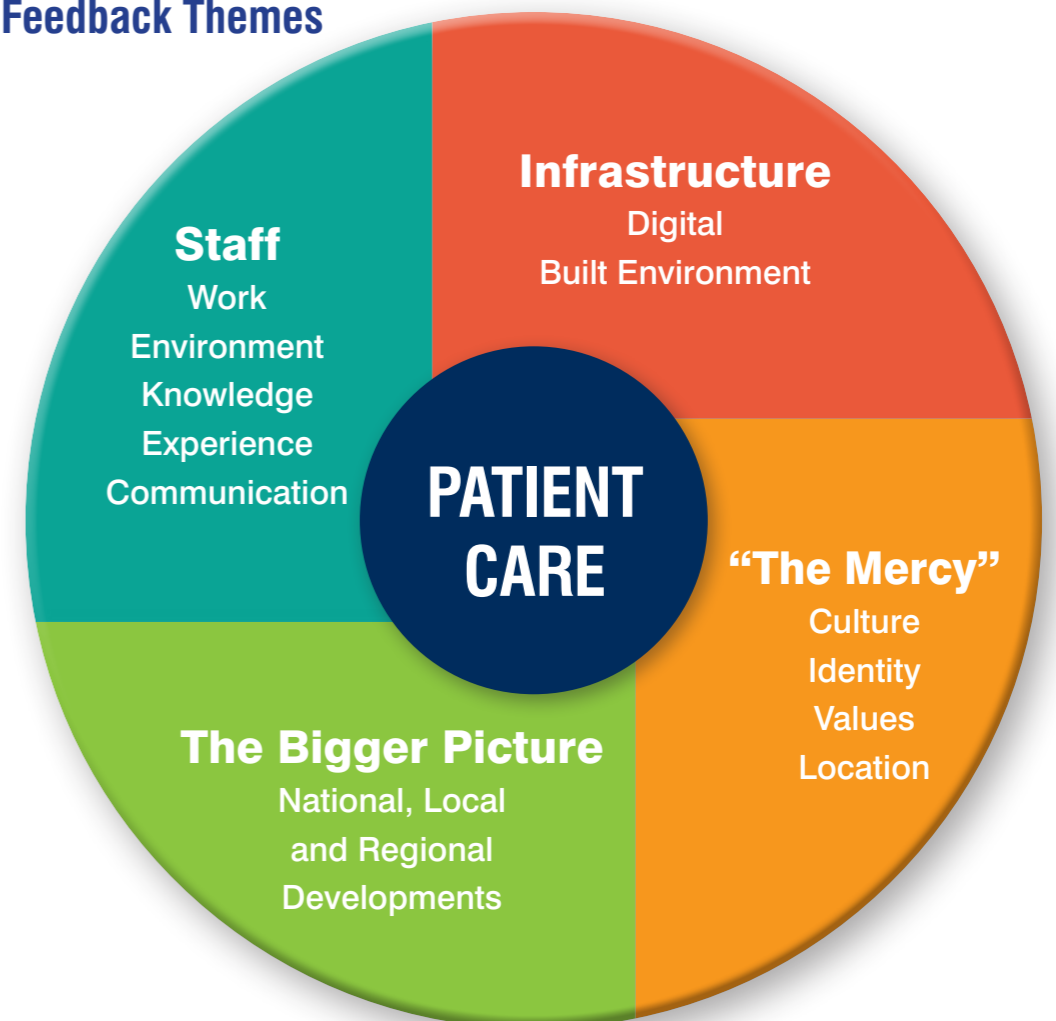 Feedback Themes
Infrastructure
Digital
Built Environment
Staff
Work
Environment
Knowledge
Experience
Communication
PATIENT
CARE
“The Mercy”
Culture
Identity
Values
Location
The Bigger Picture
National, Local
and Regional
Developments